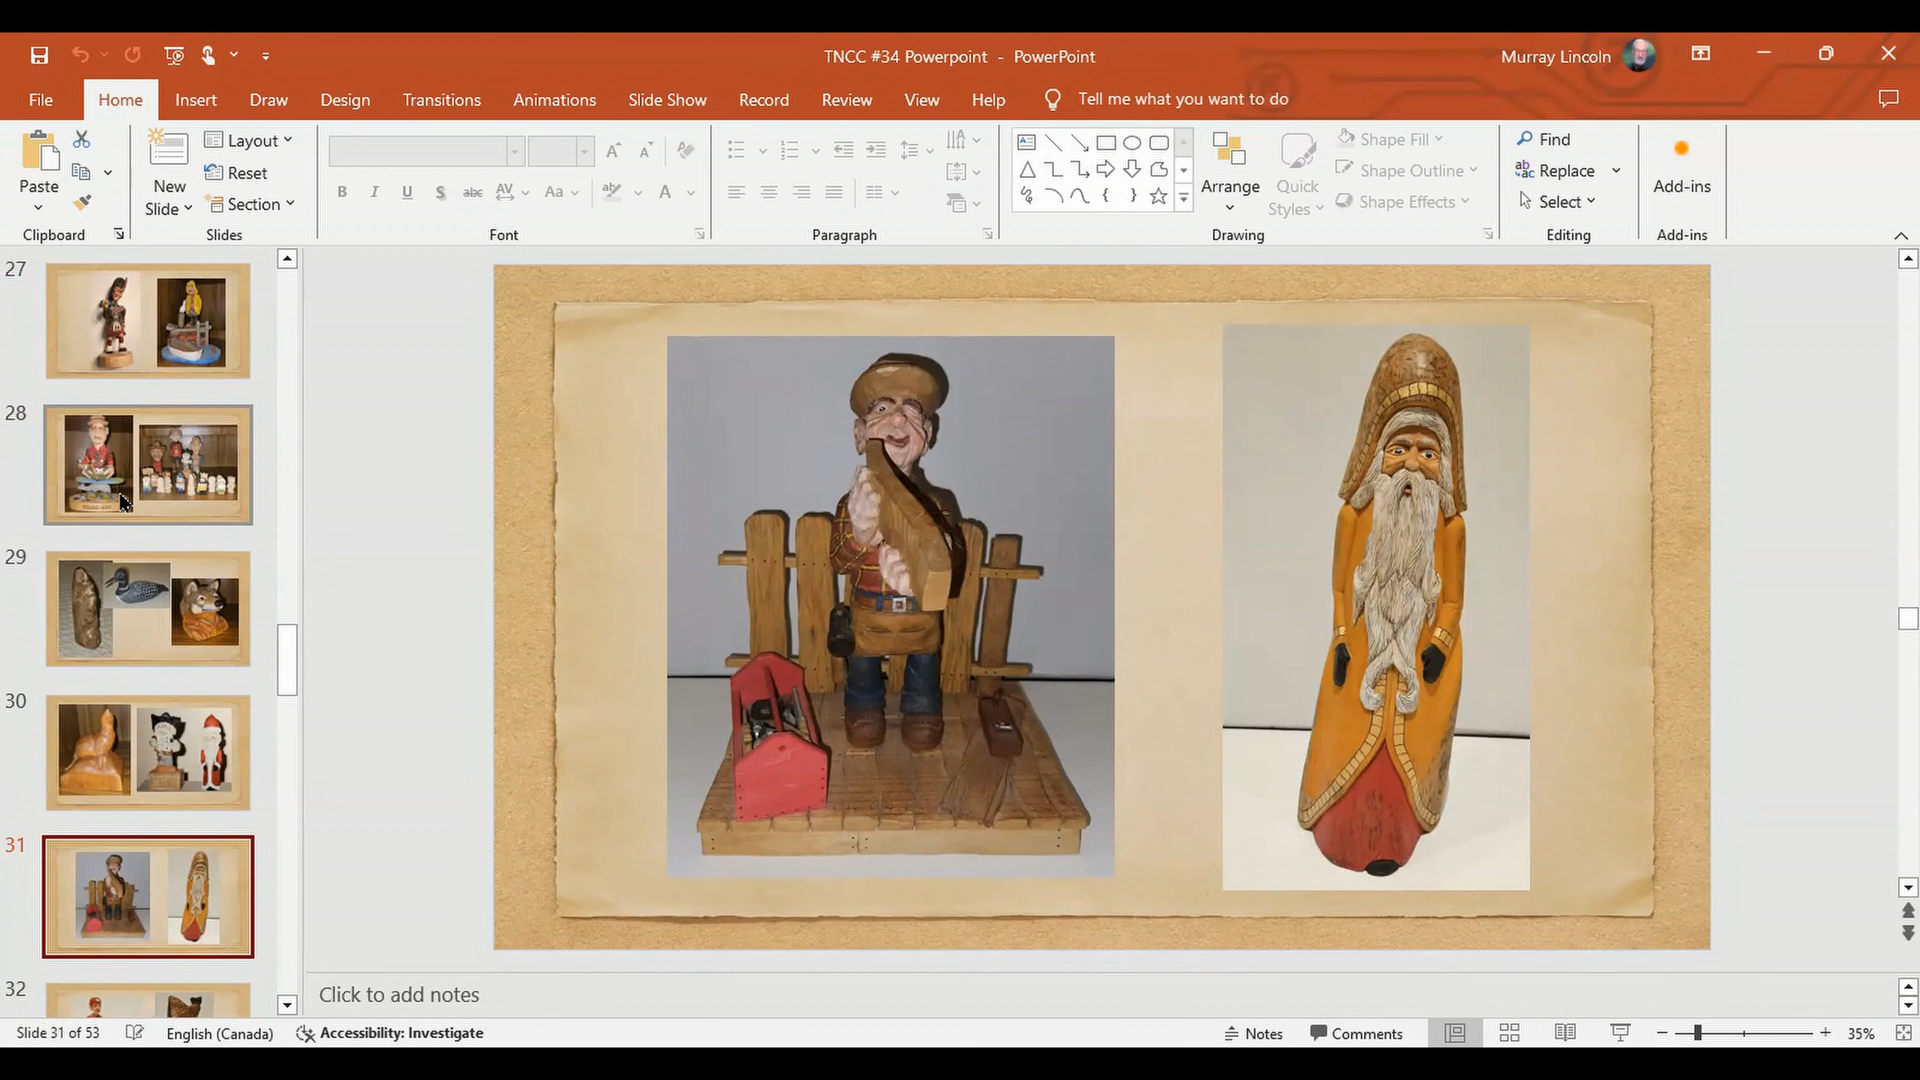 TNCC #34 Powerpoint - PowerPoint
Murray Lincoln
File Home Insert Draw Design Transitions Animations Slide Show Record Review View Help Tell me what you want to do
Paste
Clipboard
New
Slide
Layout
Reset
Section
Slides
B I U S abc AV Aa A
Font
Paragraph
Arrange
Quick
Styles
Shape Fill
Shape Outline
Shape Effects
Drawing
Find
Replace
Select
Editing
Add-ins
Add-ins
27
28
29
30
31
32
Click to add notes
Slide 31 of 53 English (Canada) Accessibility: Investigate Notes Comments 35%